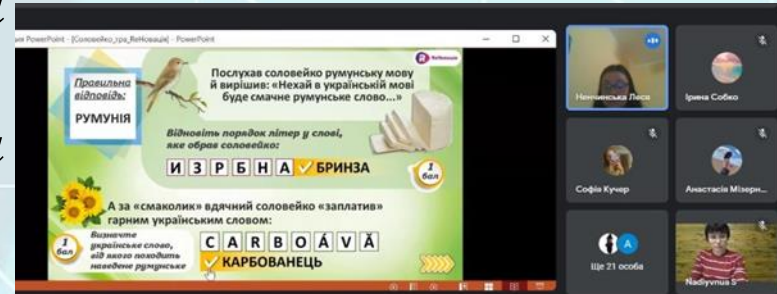 ия PowerPoint - [Соловейко_гра_ReНовація] - PowerPoint
ReНовація
Правильна
відповідь:
РУМУНІЯ
Послухав соловейко румунську мову
й вирішив: «Нехай в українській мові
буде смачне румунське слово...»
Відновіть порядок літер у слові,
яке обрав соловейко:
И З Р Б Н А БРИНЗА
1
бал
А за «смаколик» вдячний соловейко «заплатив»
гарним українським словом:
1
бал
Визначте
українське слово,
від якого походить
наведене румунське
C A R B O Á V Ă
КАРБОВАНЕЦЬ
Ненчинська Леся
Ірина Собко
Софія Кучер
Анастасія Мізерн...
А
Ще 21 особа
Nadiyvnua S